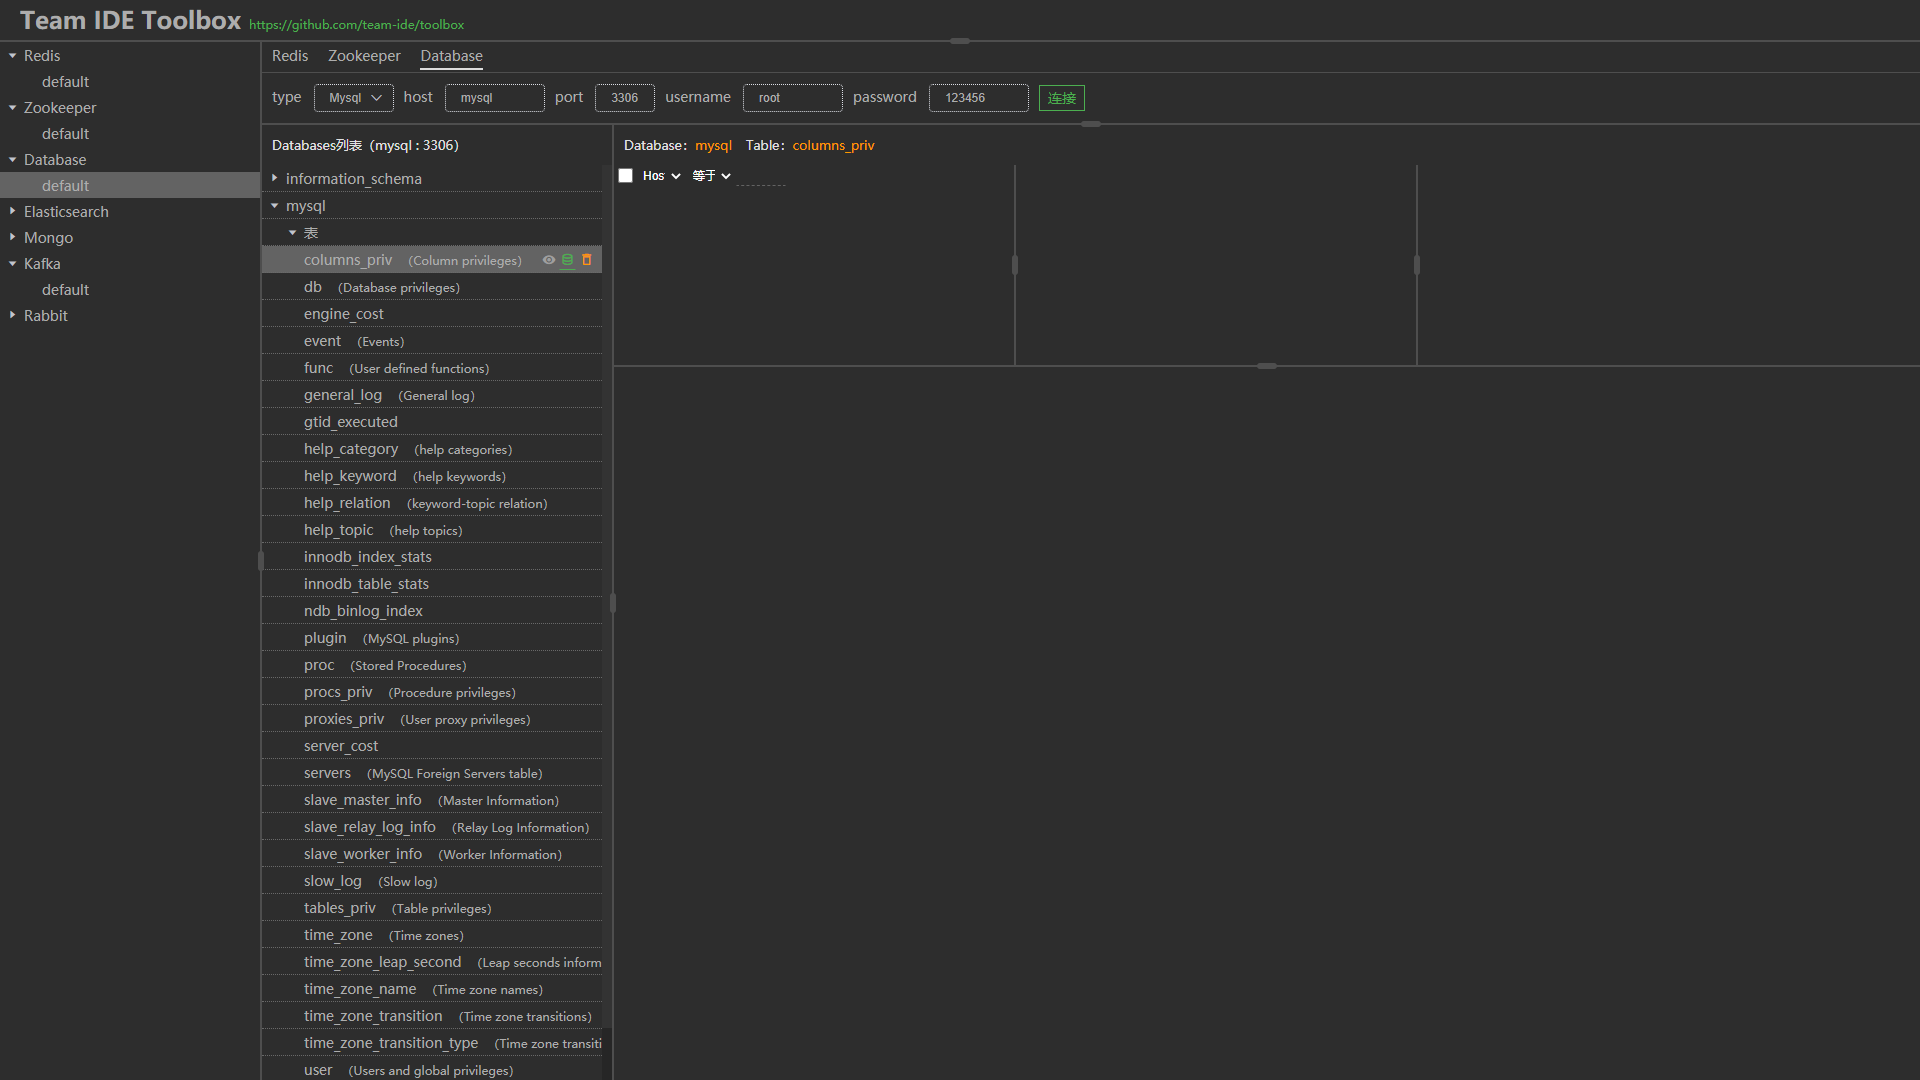 Team IDE Toolbox https://github.com/team-ide/toolbox
Redis
default
Zookeeper
default
Database
default
Elasticsearch
Mongo
Kafka
default
Rabbit
Redis Zookeeper Database
type Mysql host mysql port 3306 username root password 123456 连接
Databases列表（mysql : 3306）
information_schema
mysql
表
columns_priv （Column privileges）
db （Database privileges）
engine_cost
event （Events）
func （User defined functions）
general_log （General log）
gtid_executed
help_category （help categories）
help_keyword （help keywords）
help_relation （keyword-topic relation）
help_topic （help topics）
innodb_index_stats
innodb_table_stats
ndb_binlog_index
plugin （MySQL plugins）
proc （Stored Procedures）
procs_priv （Procedure privileges）
proxies_priv （User proxy privileges）
server_cost
servers （MySQL Foreign Servers table）
slave_master_info （Master Information）
slave_relay_log_info （Relay Log Information）
slave_worker_info （Worker Information）
slow_log （Slow log）
tables_priv （Table privileges）
time_zone （Time zones）
time_zone_leap_second （Leap seconds inform
time_zone_name （Time zone names）
time_zone_transition （Time zone transitions）
time_zone_transition_type （Time zone transiti
user （Users and global privileges）
Database： mysql Table： columns_priv
Hos 等于